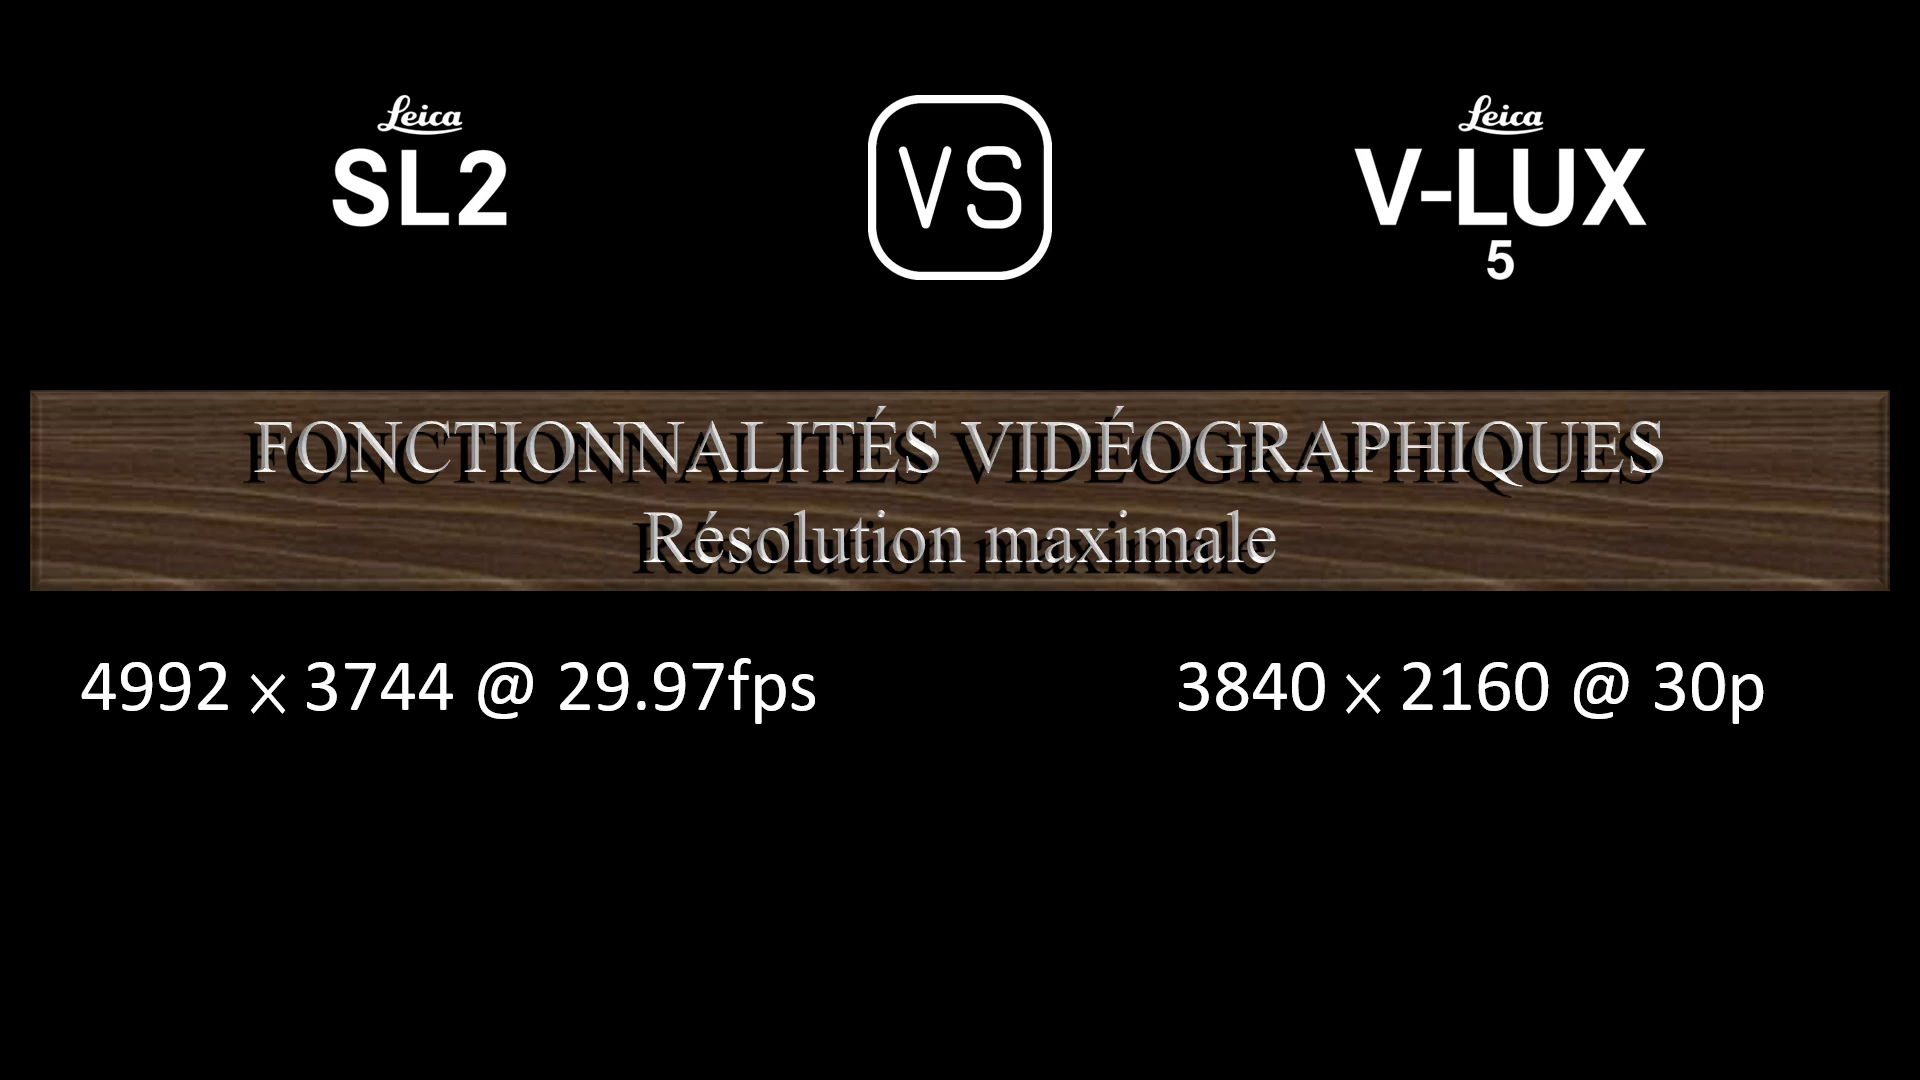 Leica
SL2
VS
Leica
V-LUX
5
FONCTIONNALITÉS VIDÉOGRAPHIQUES
Résolution maximale
4992 x 3744 @ 29.97fps
3840 x 2160 @ 30p